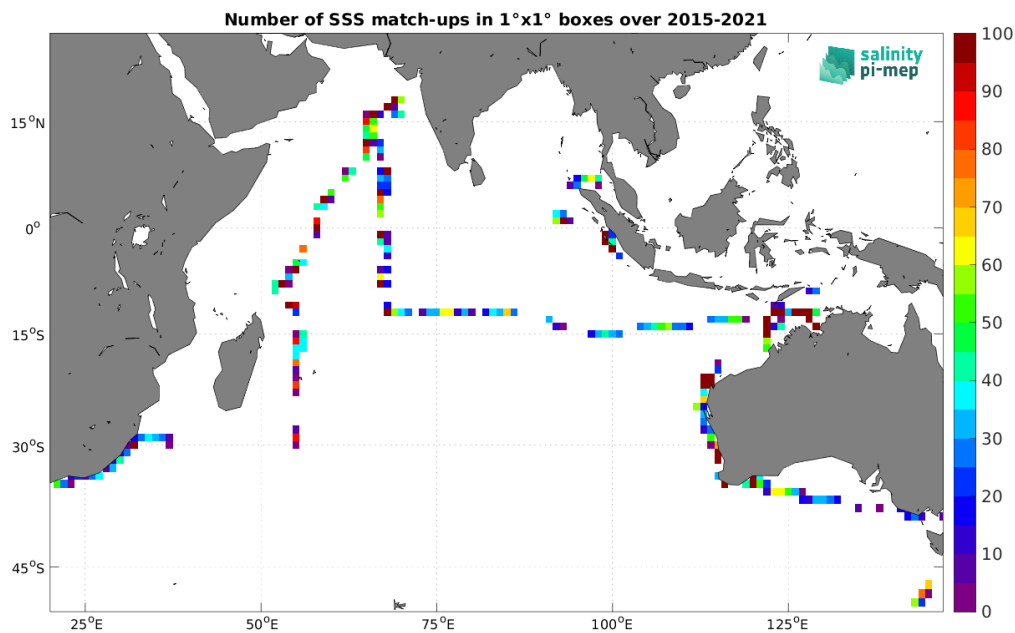 Number of SSS match-ups in 1°x1° boxes over 2015-2021
salinity
pi-mep
100
90
80
70
60
50
40
30
20
10
0
15°N
0°
15°S
30°S
45°S
25°E
50°E
75°E
100°E
125°E